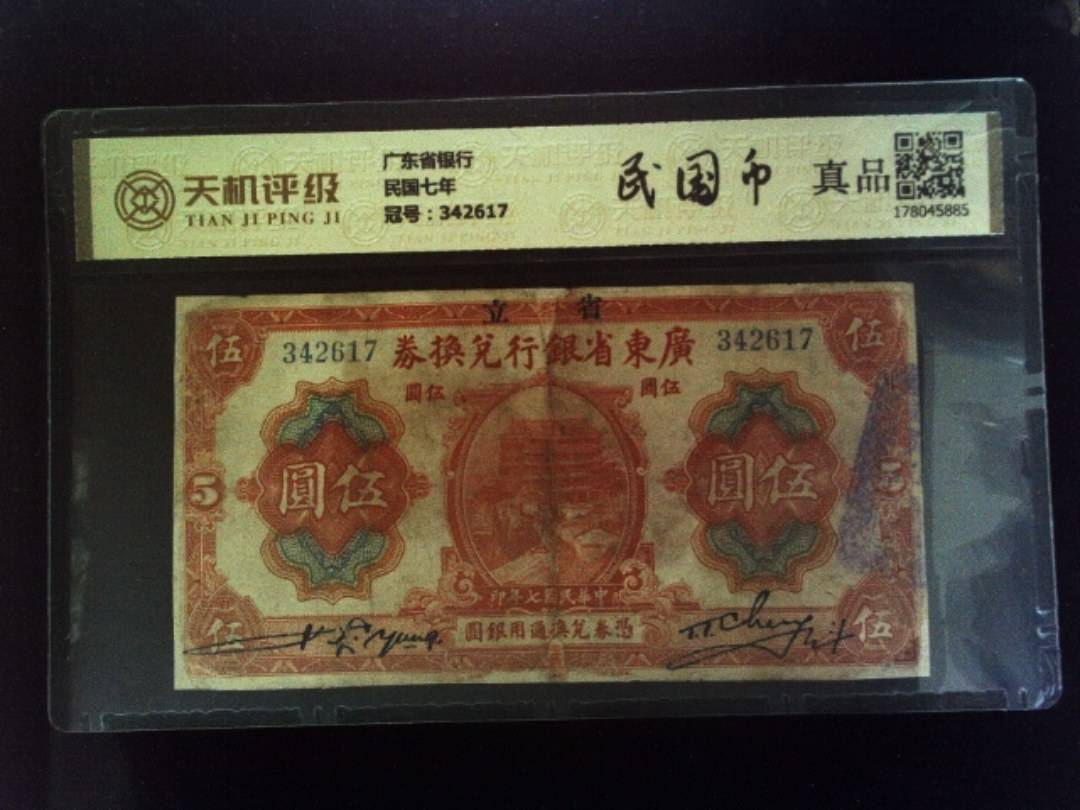 天机评级
TIAN JI PING JI
广东省银行
民国七年
冠号：342617
民国币
真品
178045885
省立
342617
廣東省銀行兌換券
342617
伍圓
伍圓
伍
伍
伍圓
伍圓
5
5
中華民國七年印
憑券兌換通用銀圓
伍
伍